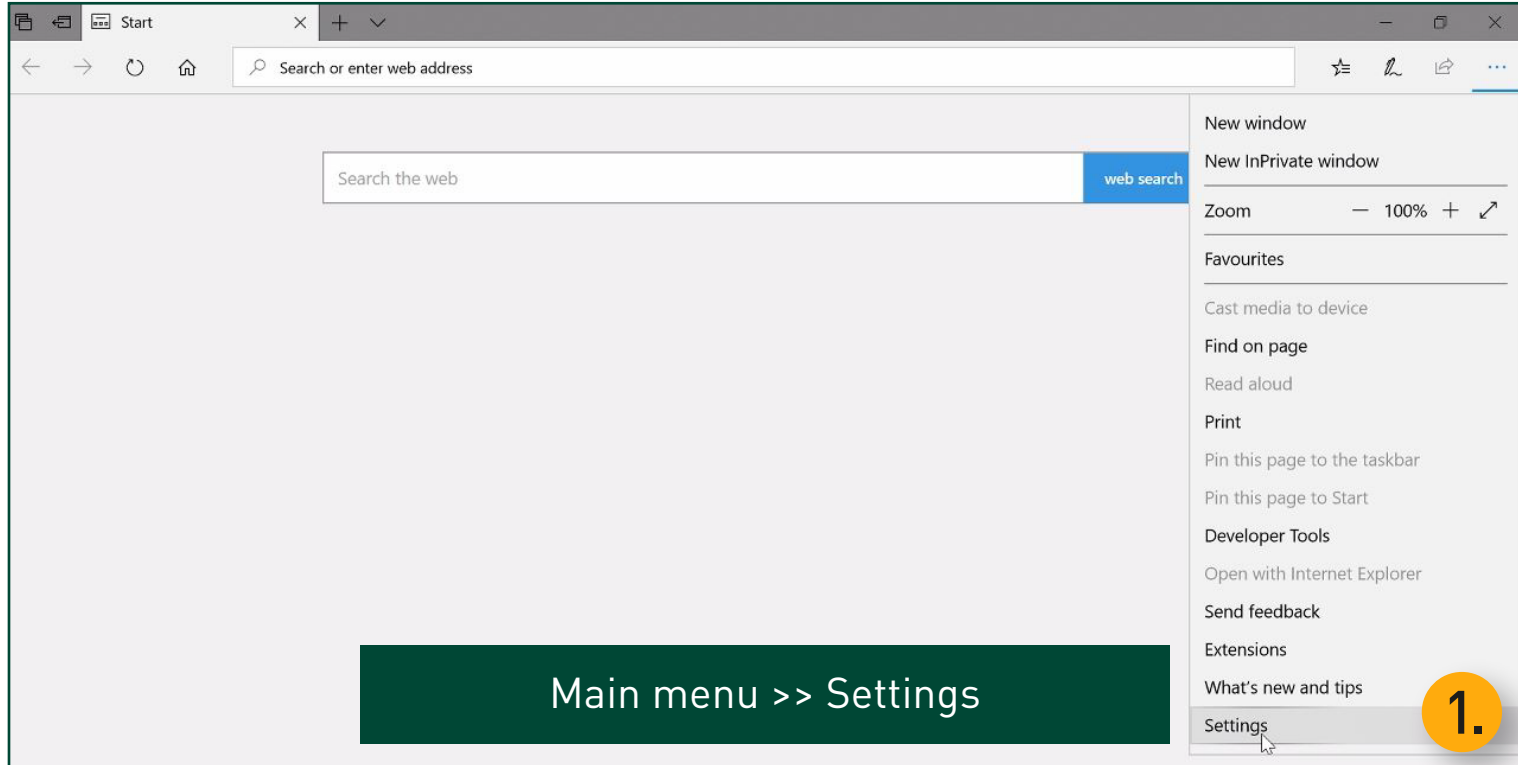 Start
Search or enter web address
New window
New InPrivate window
Search the web
web search
Zoom
100%
Favourites
Cast media to device
Find on page
Read aloud
Print
Pin this page to the taskbar
Pin this page to Start
Developer Tools
Open with Internet Explorer
Send feedback
Extensions
What's new and tips
Settings
Main menu >> Settings
1.